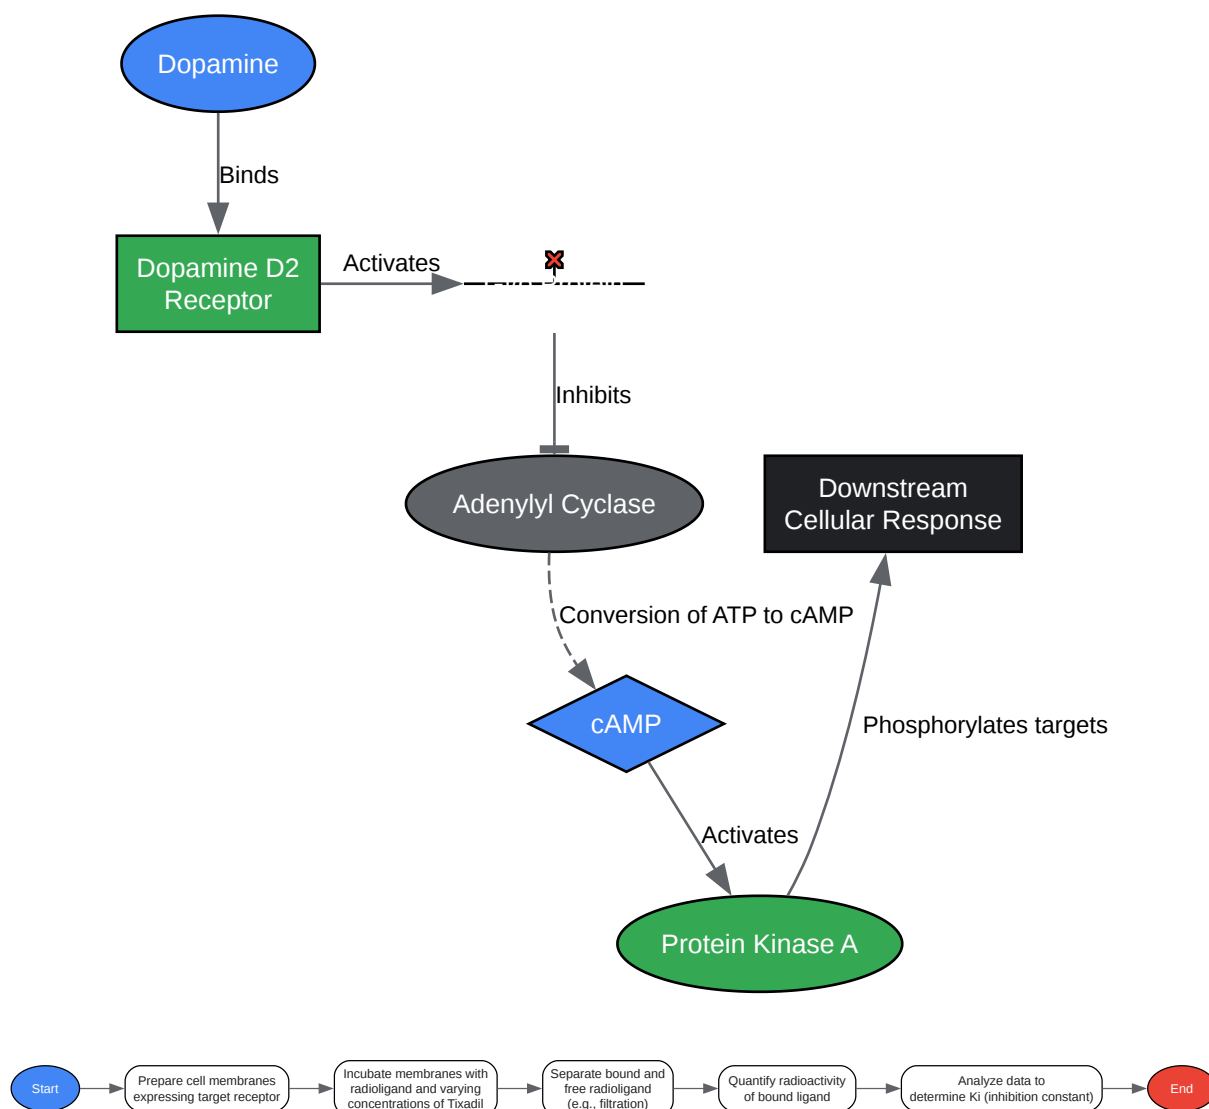 Dopamine
Binds
Dopamine D2
Receptor
Activates
Inhibits
Adenylyl Cyclase
Downstream
Cellular Response
Conversion of ATP to cAMP
cAMP
Phosphorylates targets
Activates
Protein Kinase A
Start
Prepare cell membranes
expressing target receptor
Incubate membranes with
radioligand and varying
concentrations of Tixadil
Separate bound and
free radioligand
(e.g., filtration)
Quantify radioactivity
of bound ligand
Analyze data to
determine Ki (inhibition constant)
End